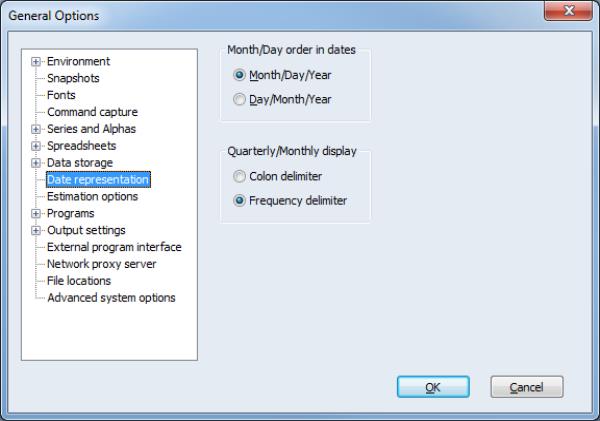 General Options
Environment
Snapshots
Fonts
Command capture
Series and Alphas
Spreadsheets
Data storage
Date representation
Estimation options
Programs
Output settings
External program interface
Network proxy server
File locations
Advanced system options
Month/Day order in dates
Month/Day/Year
Day/Month/Year
Quarterly/Monthly display
Colon delimiter
Frequency delimiter
OK
Cancel